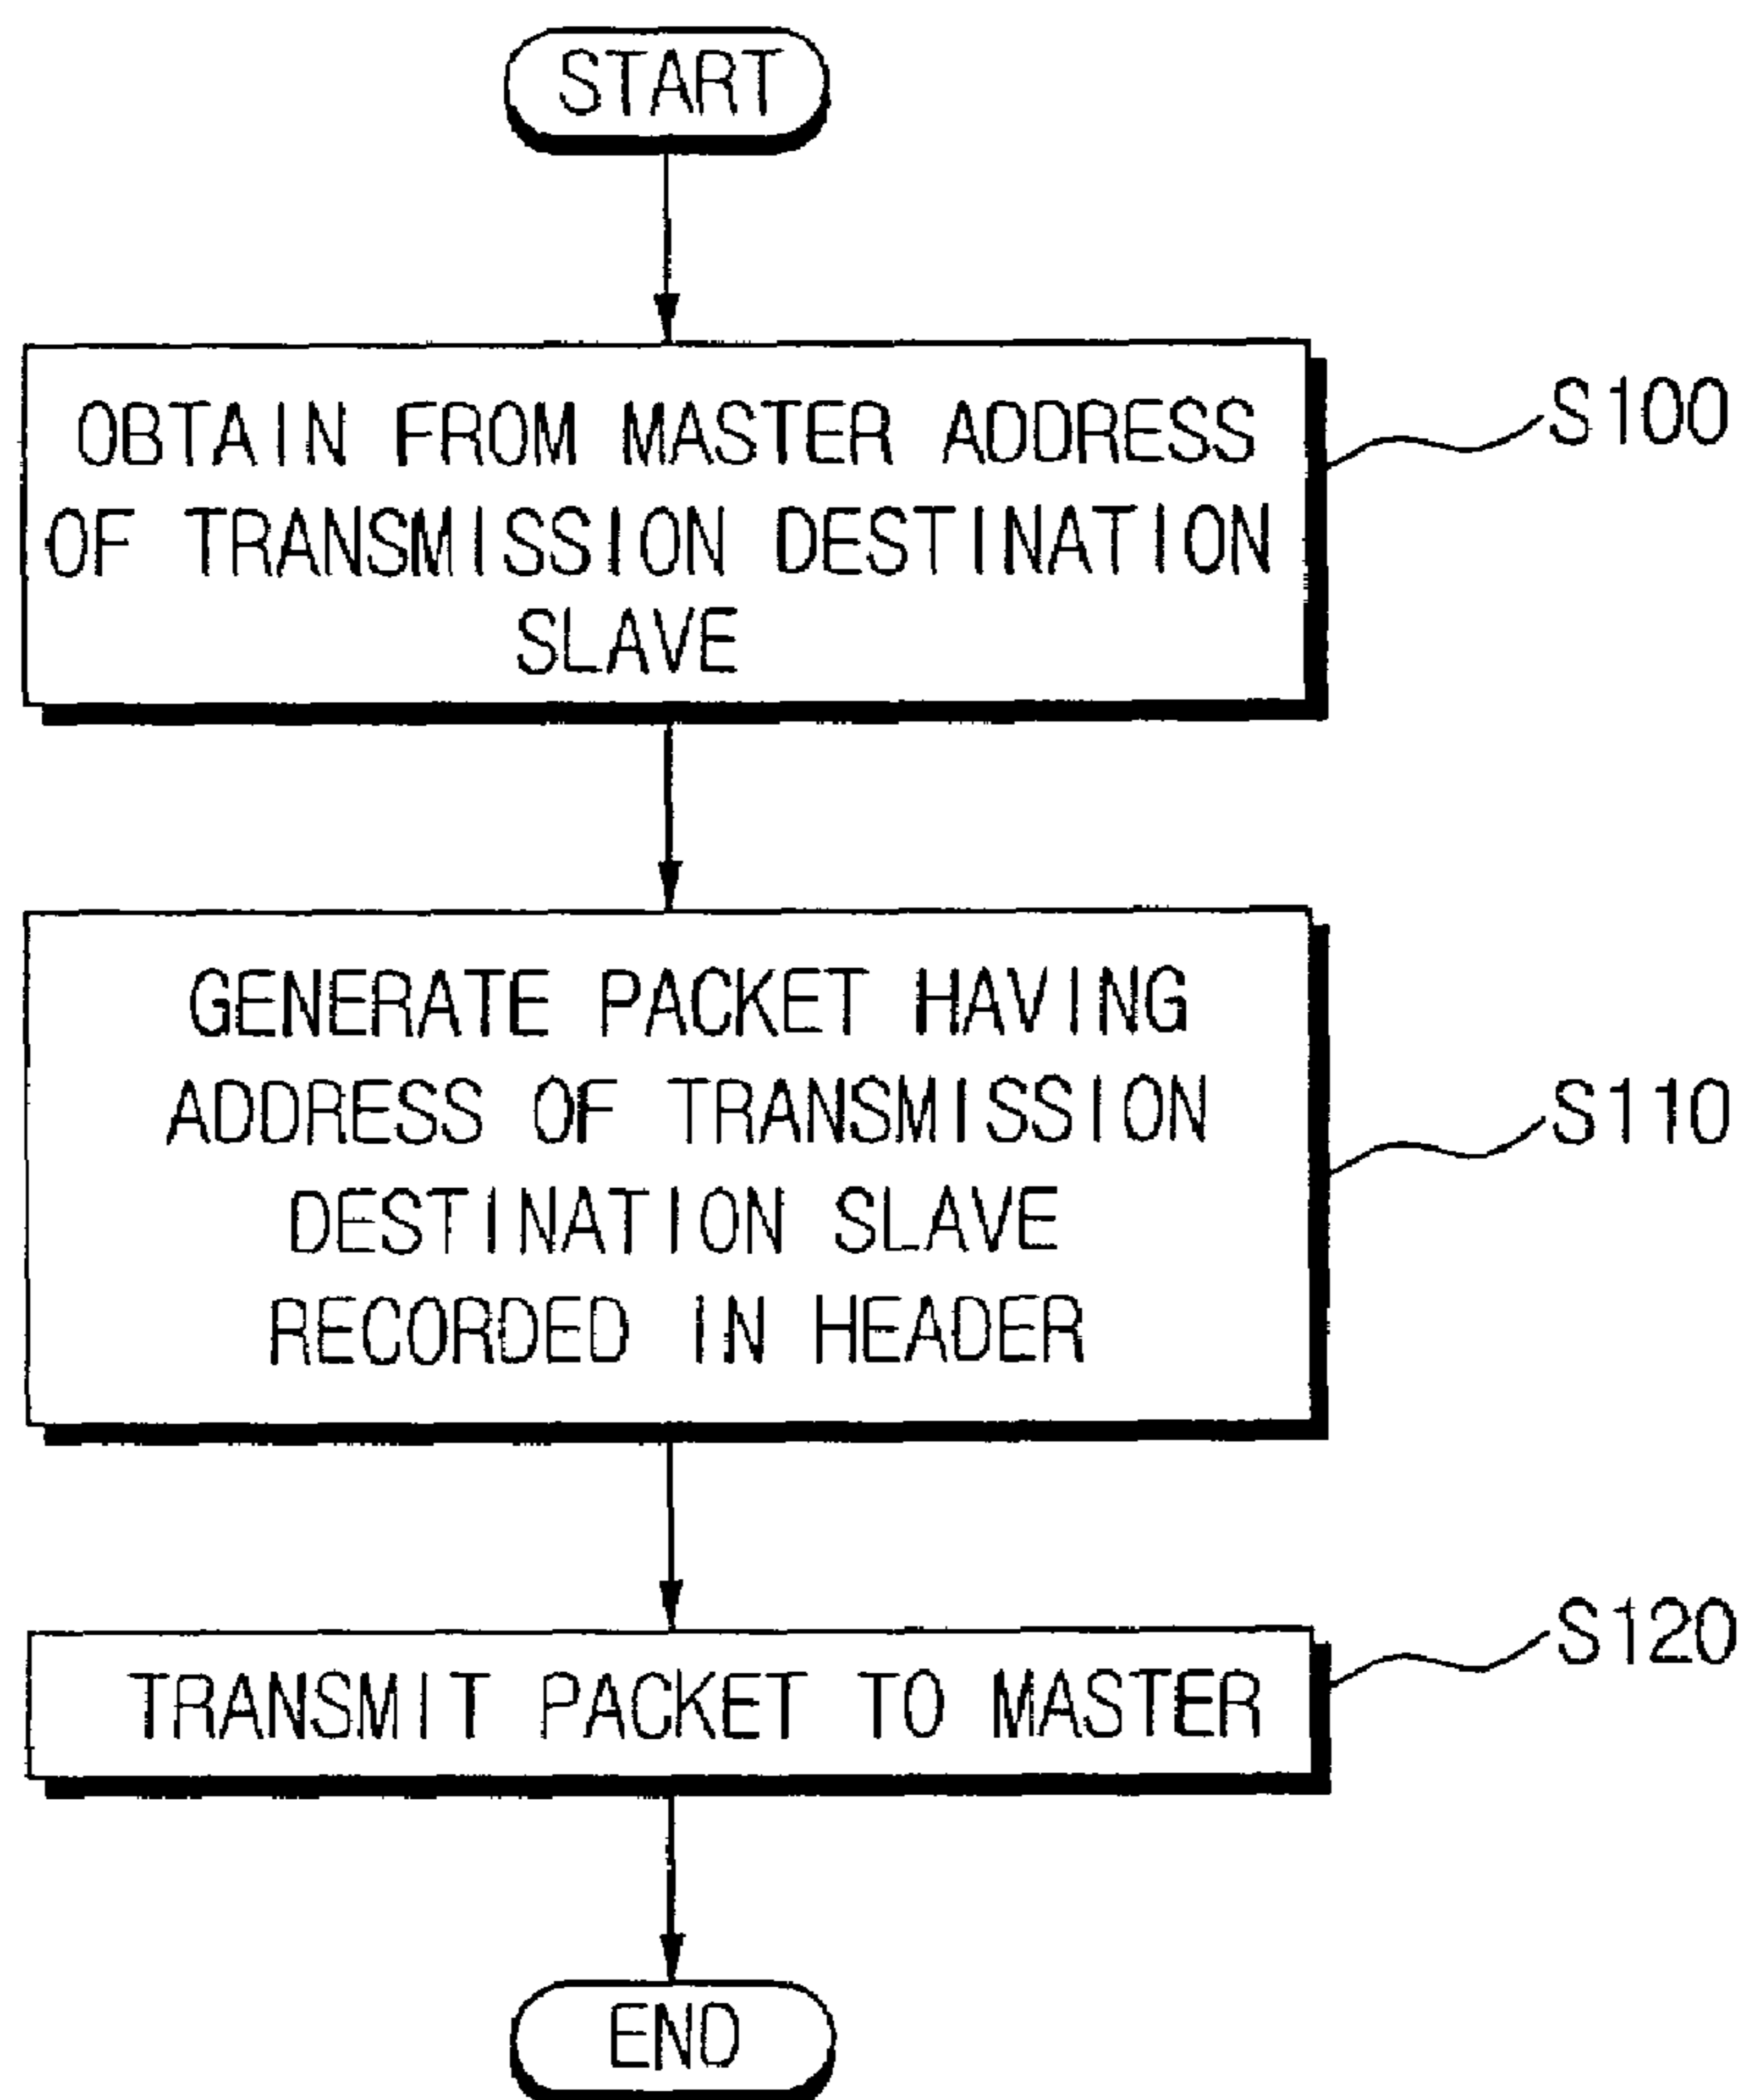 START
OBTAIN FROM MASTER ADDRESS
OF TRANSMISSION DESTINATION
SLAVE
S100
GENERATE PACKET HAVING
ADDRESS OF TRANSMISSION
DESTINATION SLAVE
RECORDED IN HEADER
S110
TRANSMIT PACKET TO MASTER
S120
END